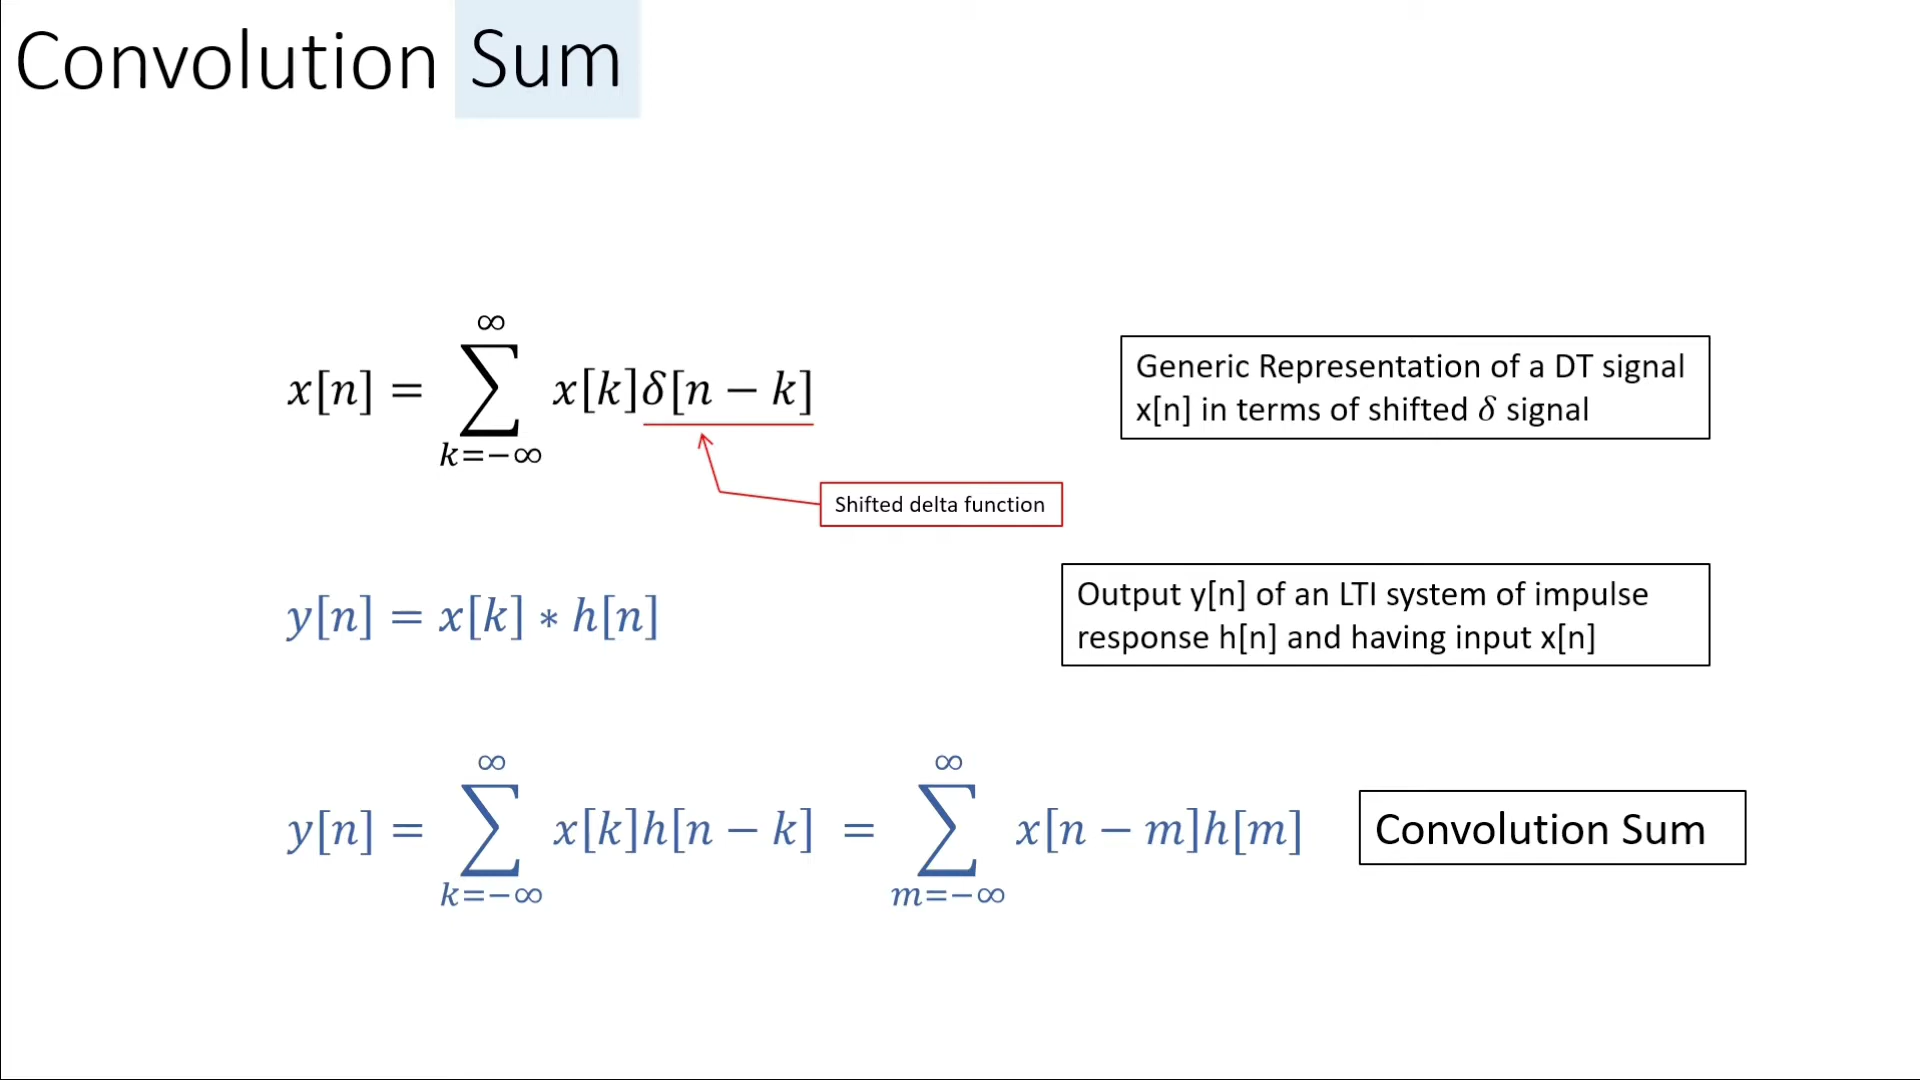 Convolution Sum
x[n] = ∑_{k=−∞}^{∞} x[k]δ[n − k]
Generic Representation of a DT signal
x[n] in terms of shifted δ signal
Shifted delta function
y[n] = x[k] ∗ h[n]
Output y[n] of an LTI system of impulse
response h[n] and having input x[n]
y[n] = ∑_{k=−∞}^{∞} x[k]h[n − k] = ∑_{m=−∞}^{∞} x[n − m]h[m]
Convolution Sum